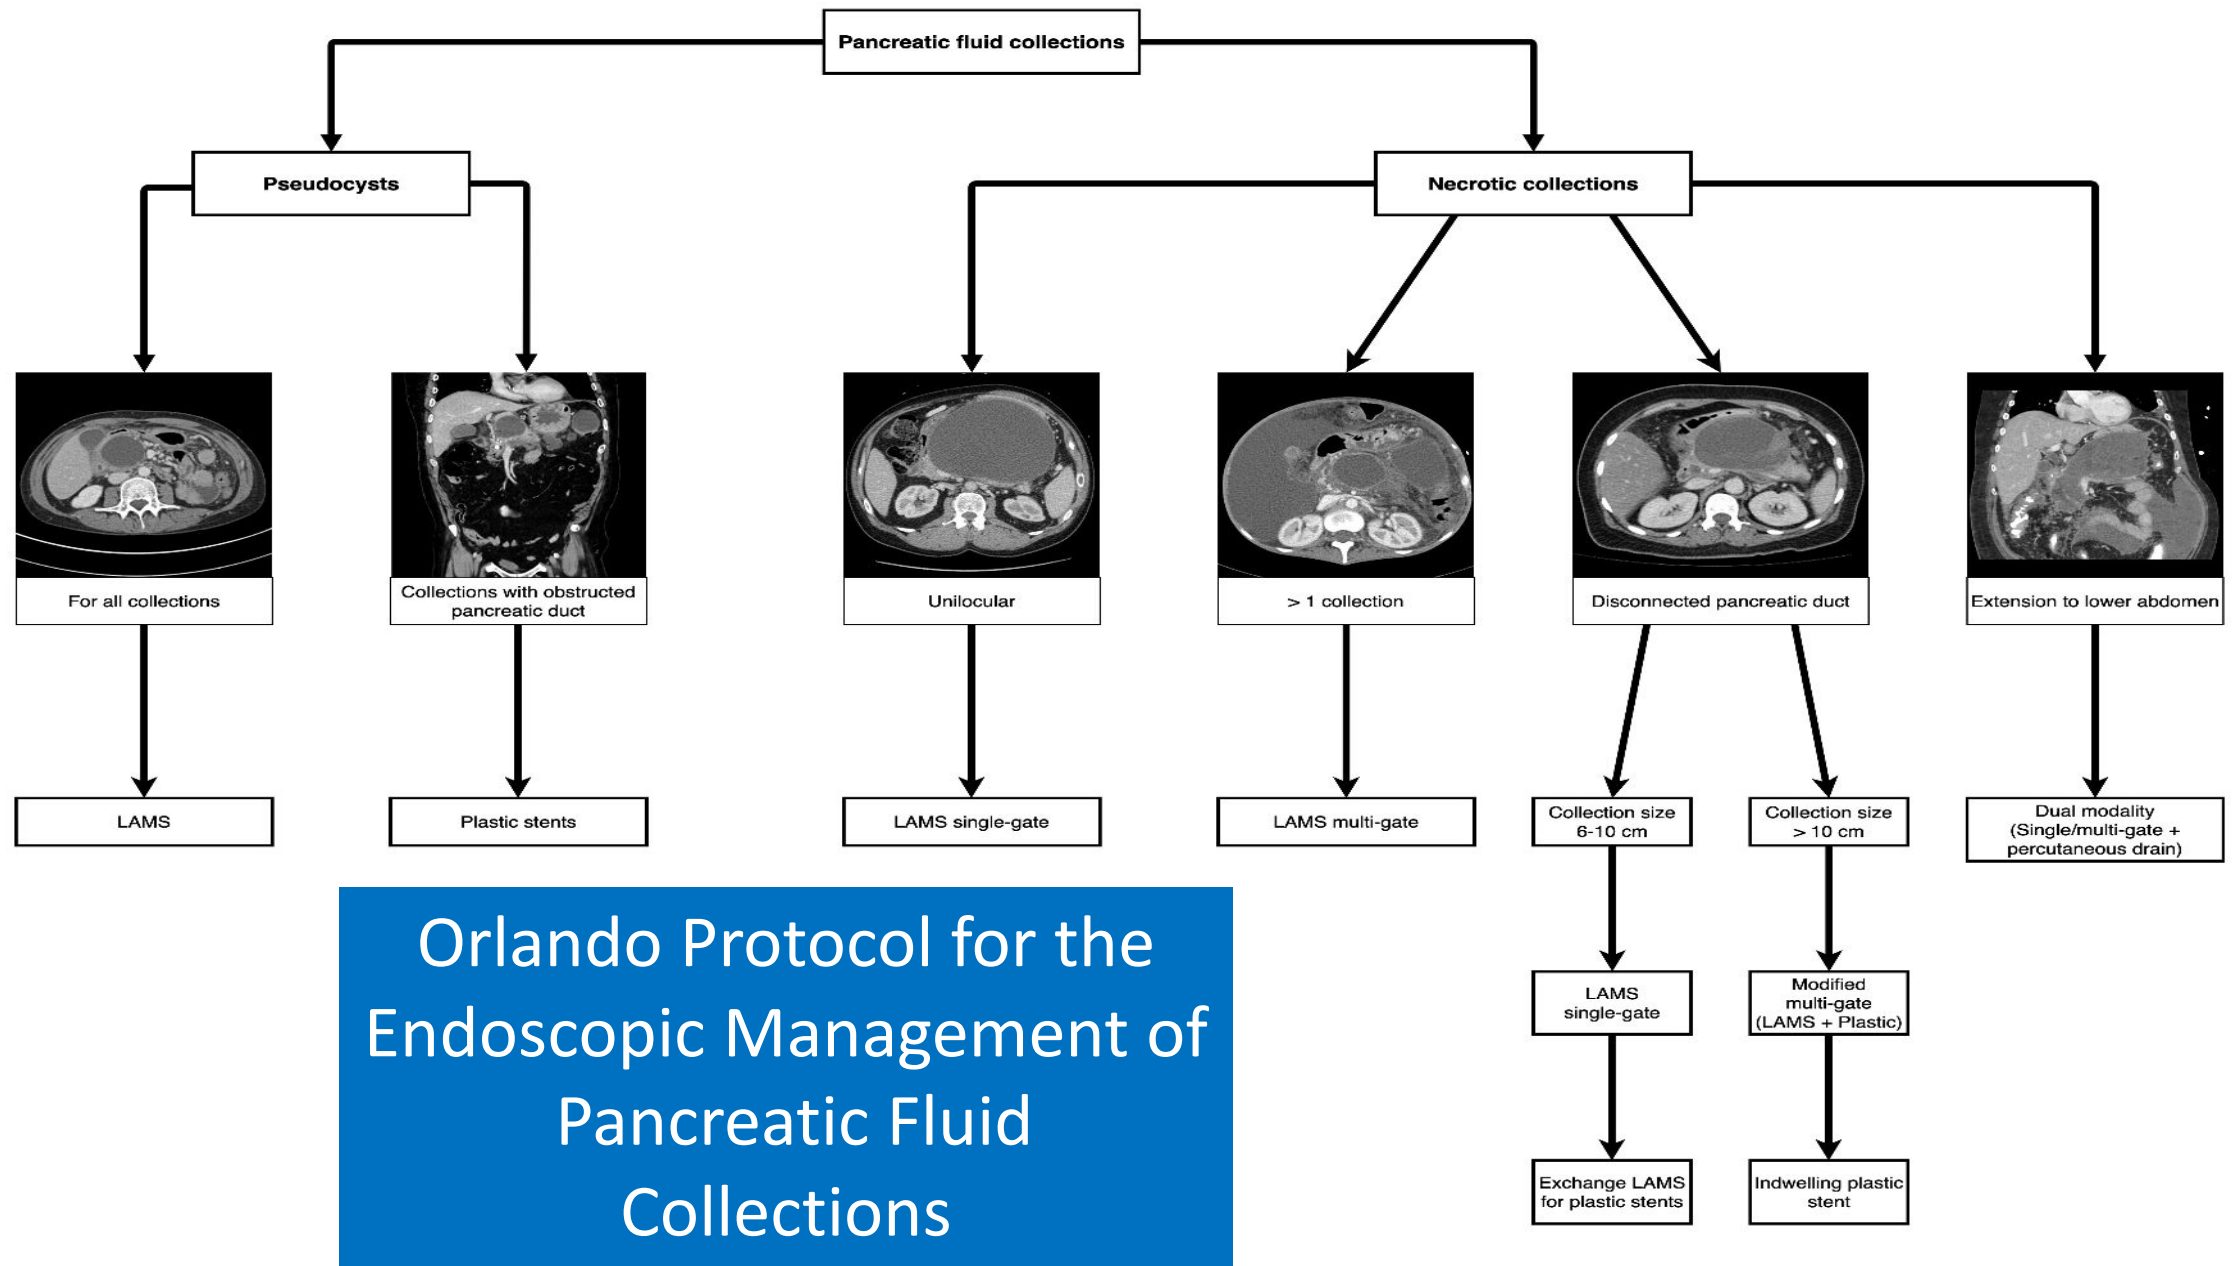 Pancreatic fluid collections
Pseudocysts
Necrotic collections
For all collections
Collections with obstructed
pancreatic duct
Unilocular
> 1 collection
Disconnected pancreatic duct
Extension to lower abdomen
LAMS
Plastic stents
LAMS single-gate
LAMS multi-gate
Collection size
6-10 cm
Collection size
> 10 cm
Dual modality
(Single/multi-gate +
percutaneous drain)
LAMS
single-gate
Modified
multi-gate
(LAMS + Plastic)
Exchange LAMS
for plastic stents
Indwelling plastic
stent
Orlando Protocol for the
Endoscopic Management of
Pancreatic Fluid
Collections